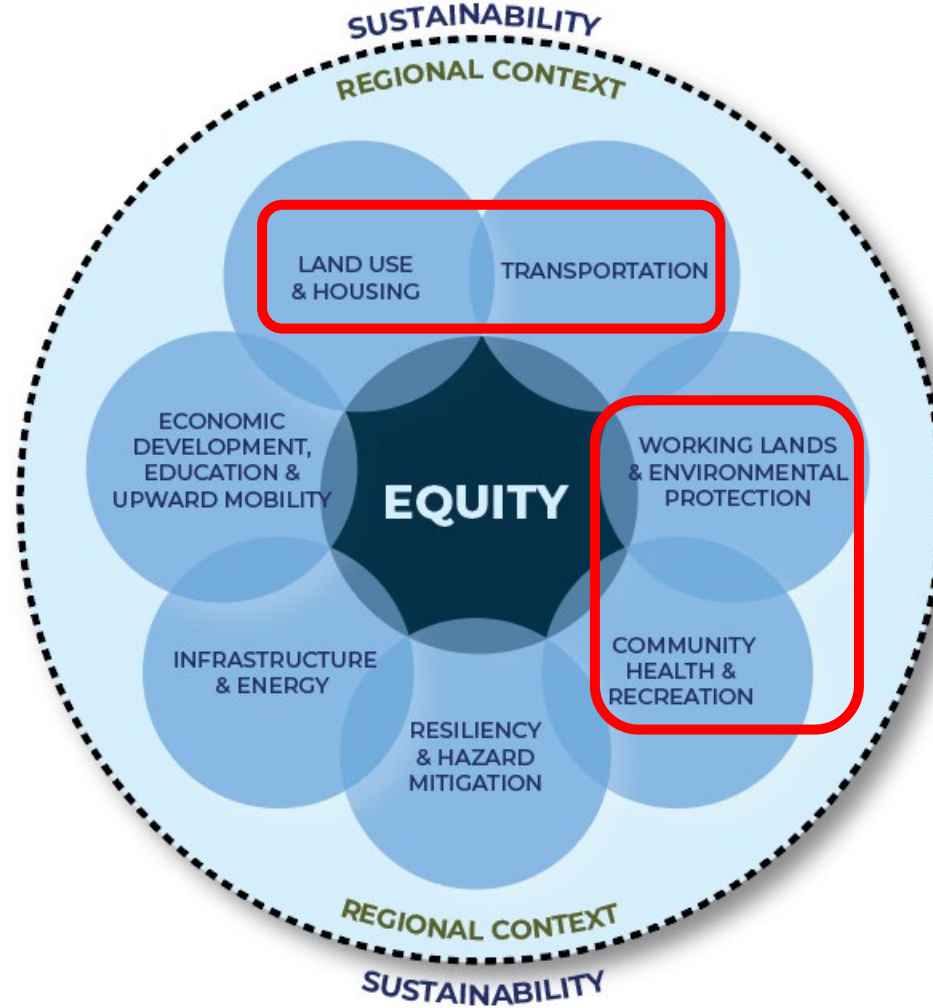 SUSTAINABILITY
REGIONAL CONTEXT
LAND USE
& HOUSING
TRANSPORTATION
ECONOMIC
DEVELOPMENT,
EDUCATION &
UPWARD MOBILITY
EQUITY
WORKING LANDS
& ENVIRONMENTAL
PROTECTION
INFRASTRUCTURE
& ENERGY
COMMUNITY
HEALTH &
RECREATION
RESILIENCY
& HAZARD
MITIGATION
REGIONAL CONTEXT
SUSTAINABILITY